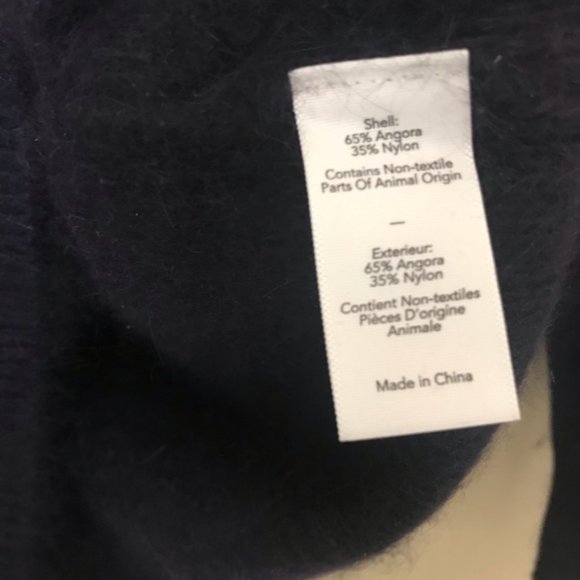 Shell:
65% Angora
35% Nylon
Contains Non-textile
Parts Of Animal Origin
—
Exterieur:
65% Angora
35% Nylon
Contient Non-textiles
Pièces D'origine
Animale
Made in China